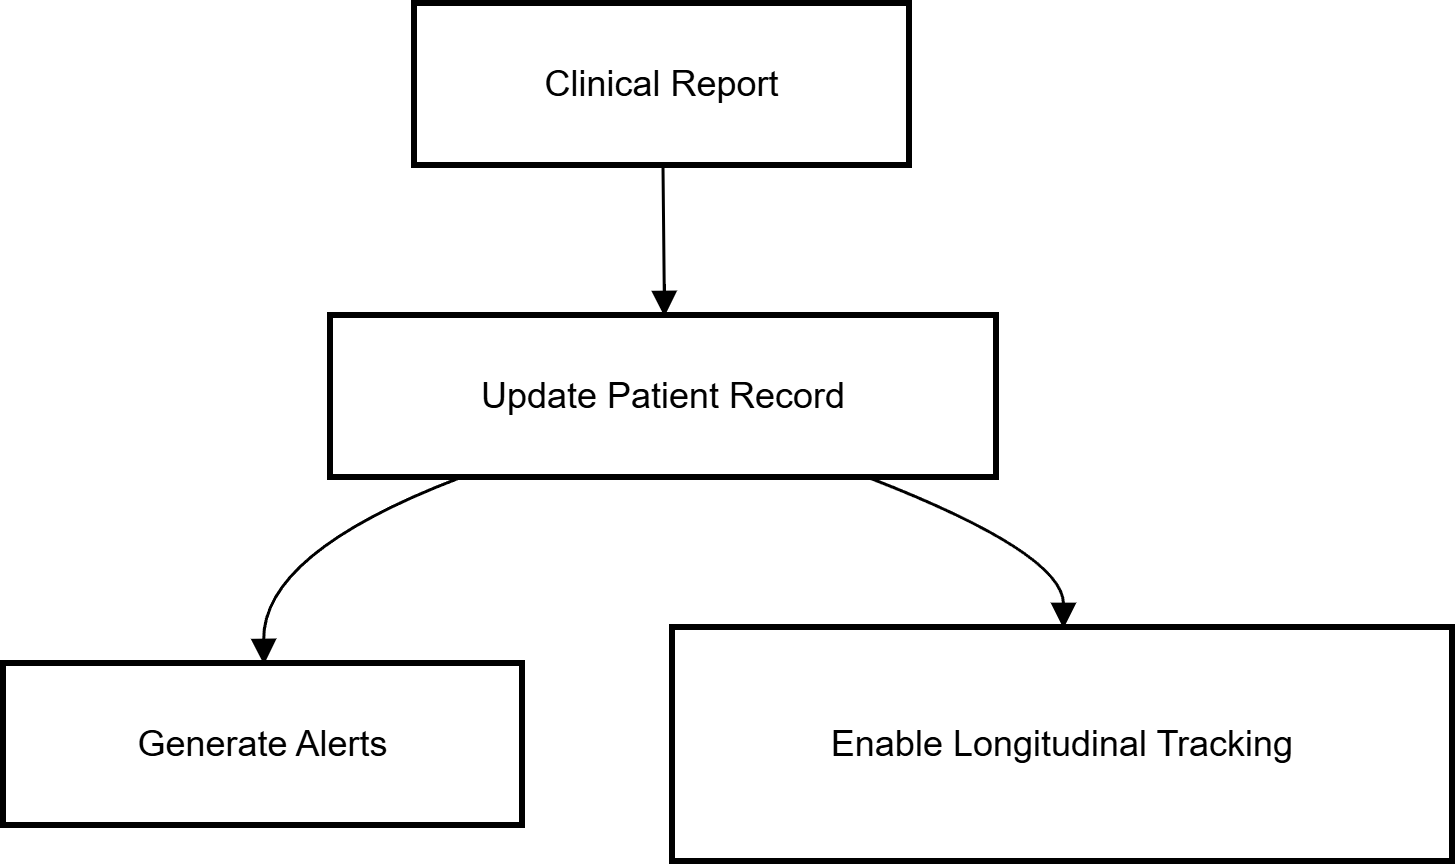 Clinical Report
Update Patient Record
Generate Alerts
Enable Longitudinal Tracking